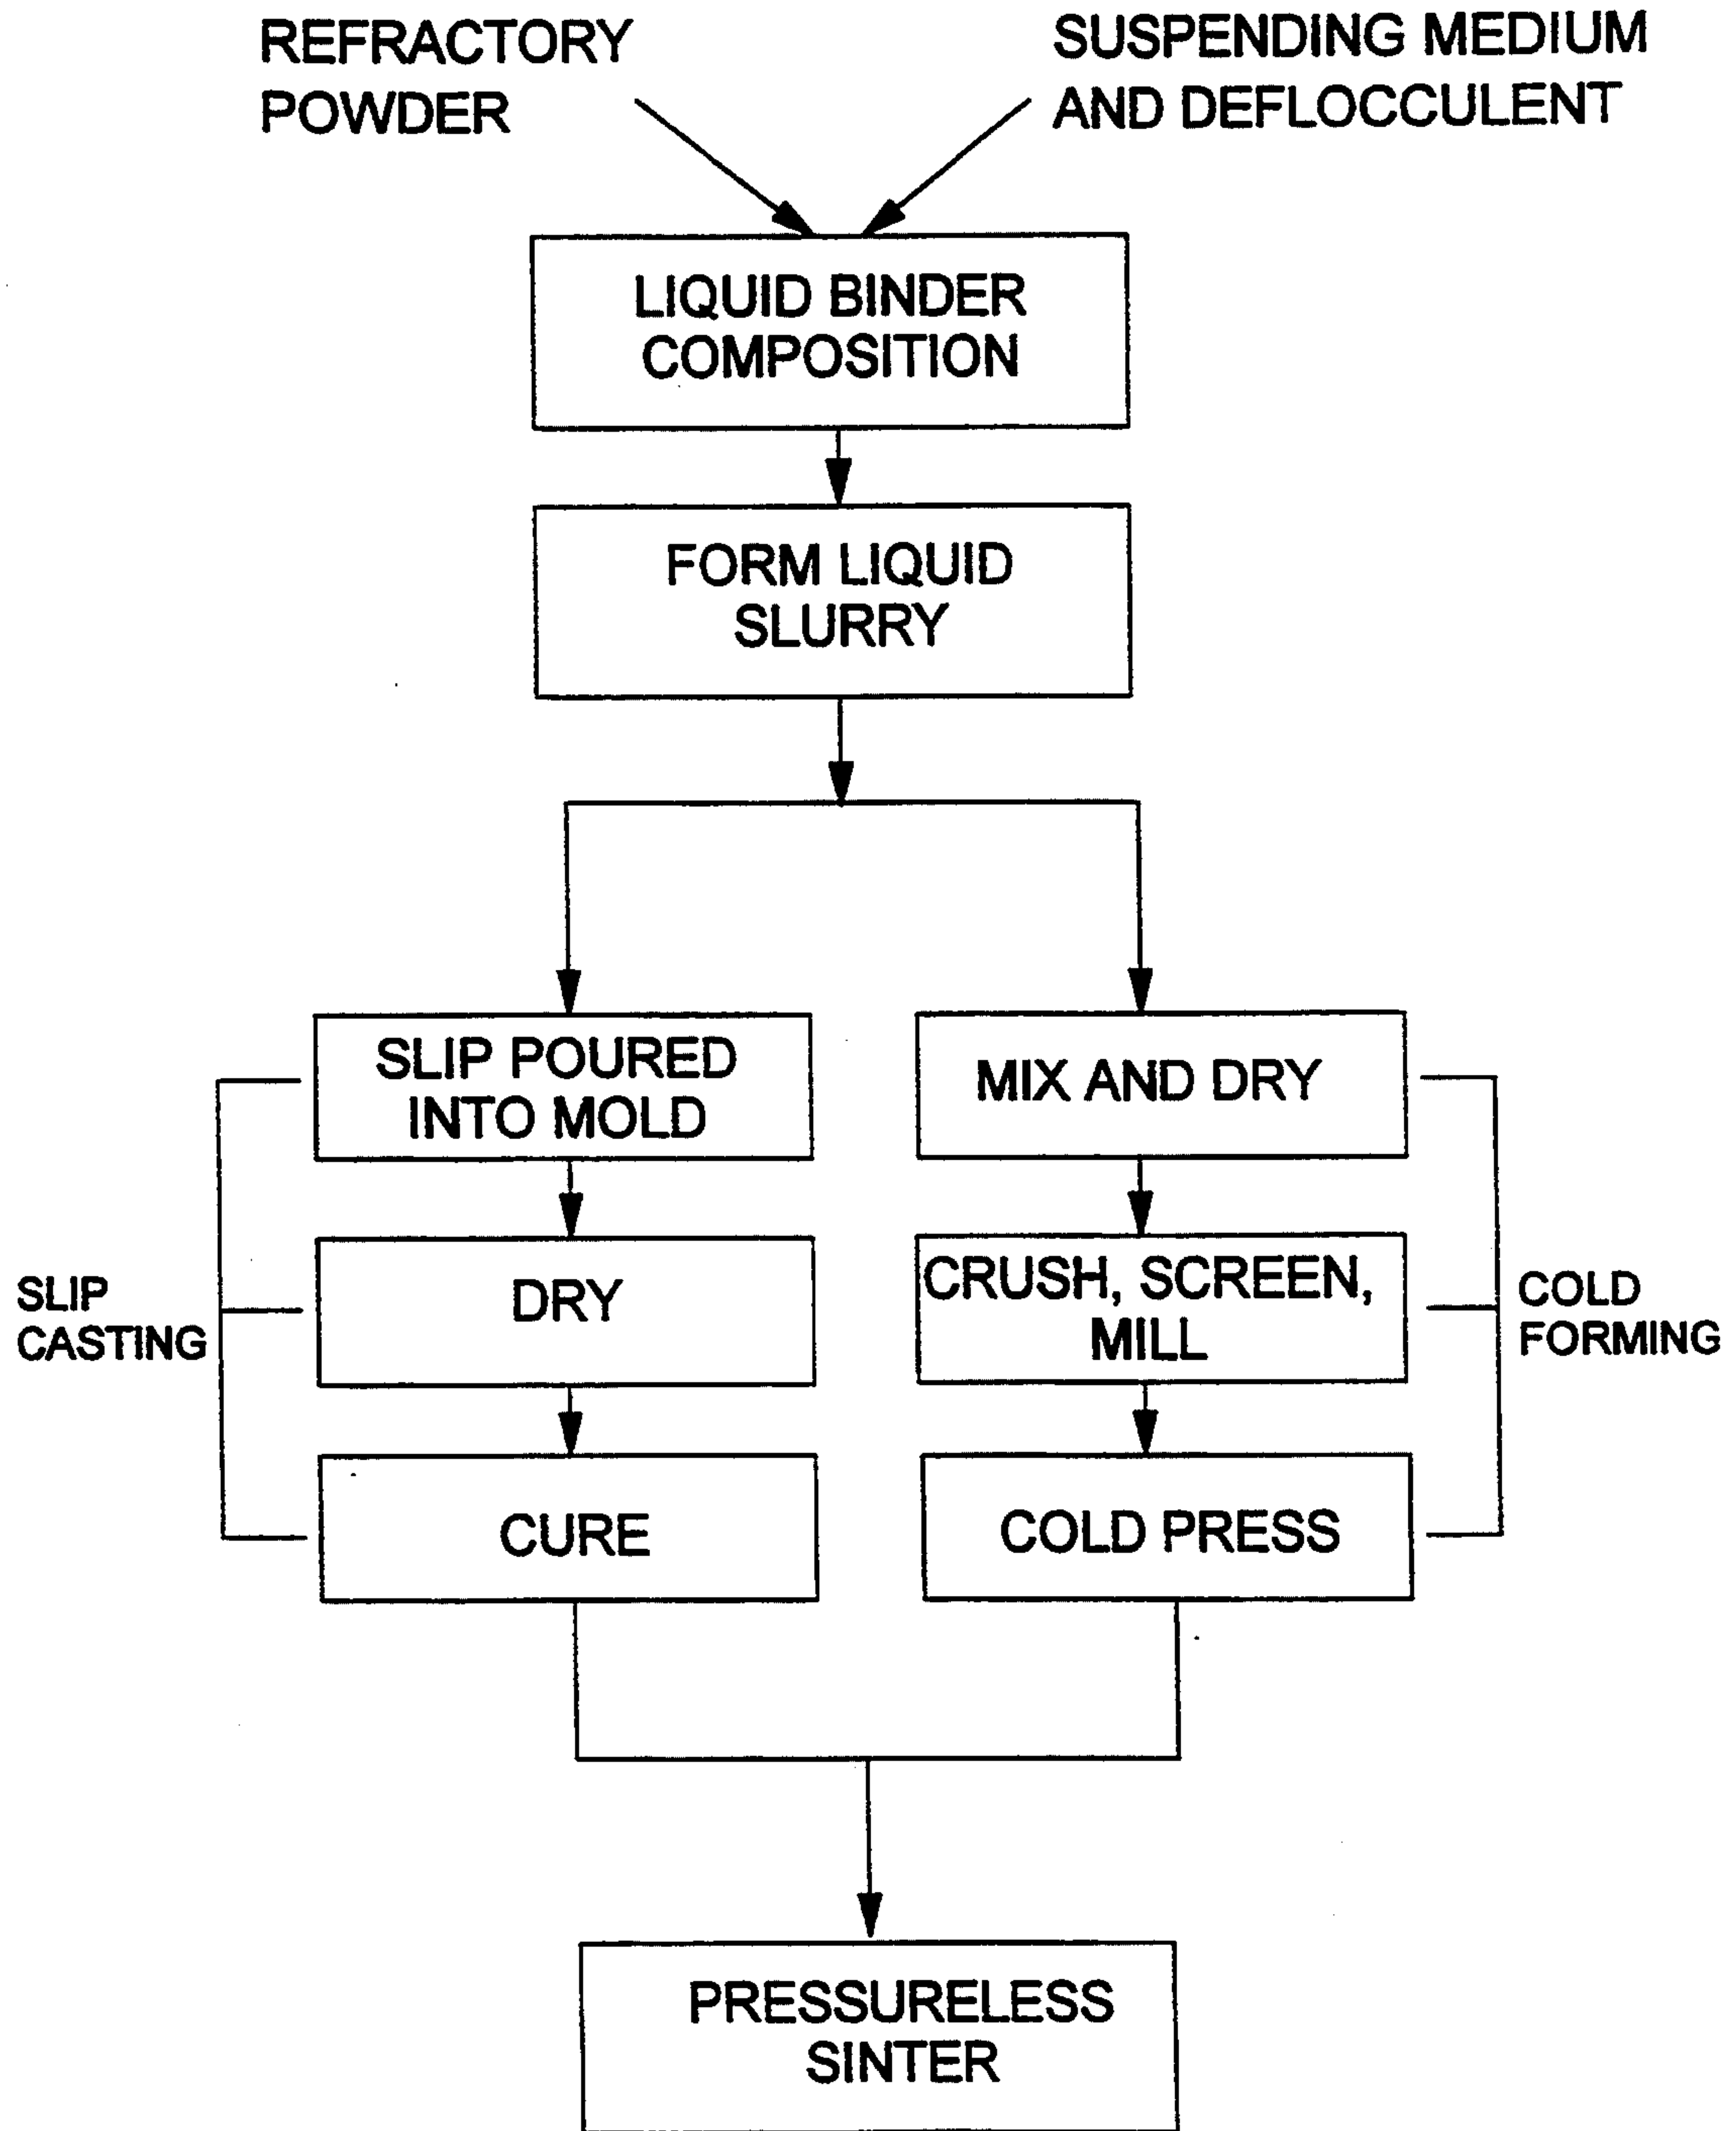 REFRACTORY
POWDER
SUSPENDING MEDIUM
AND DEFLOCCULENT
LIQUID BINDER
COMPOSITION
FORM LIQUID
SLURRY
SLIP POURED
INTO MOLD
MIX AND DRY
SLIP
CASTING
DRY
CRUSH, SCREEN,
MILL
COLD
FORMING
CURE
COLD PRESS
PRESSURELESS
SINTER